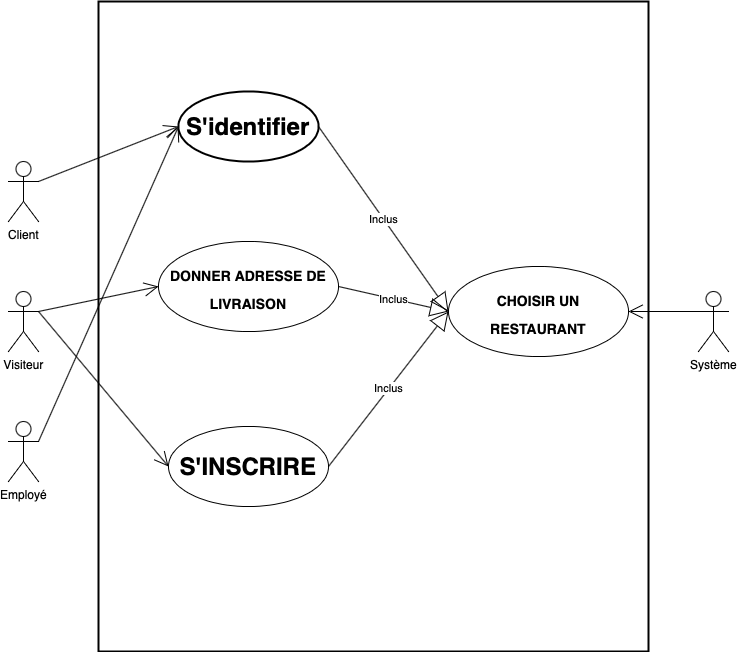 S'identifier
Client
Inclus
DONNER ADRESSE DE
LIVRAISON
Inclus
CHOISIR UN
RESTAURANT
Visiteur
Système
Inclus
S'INSCRIRE
Employé